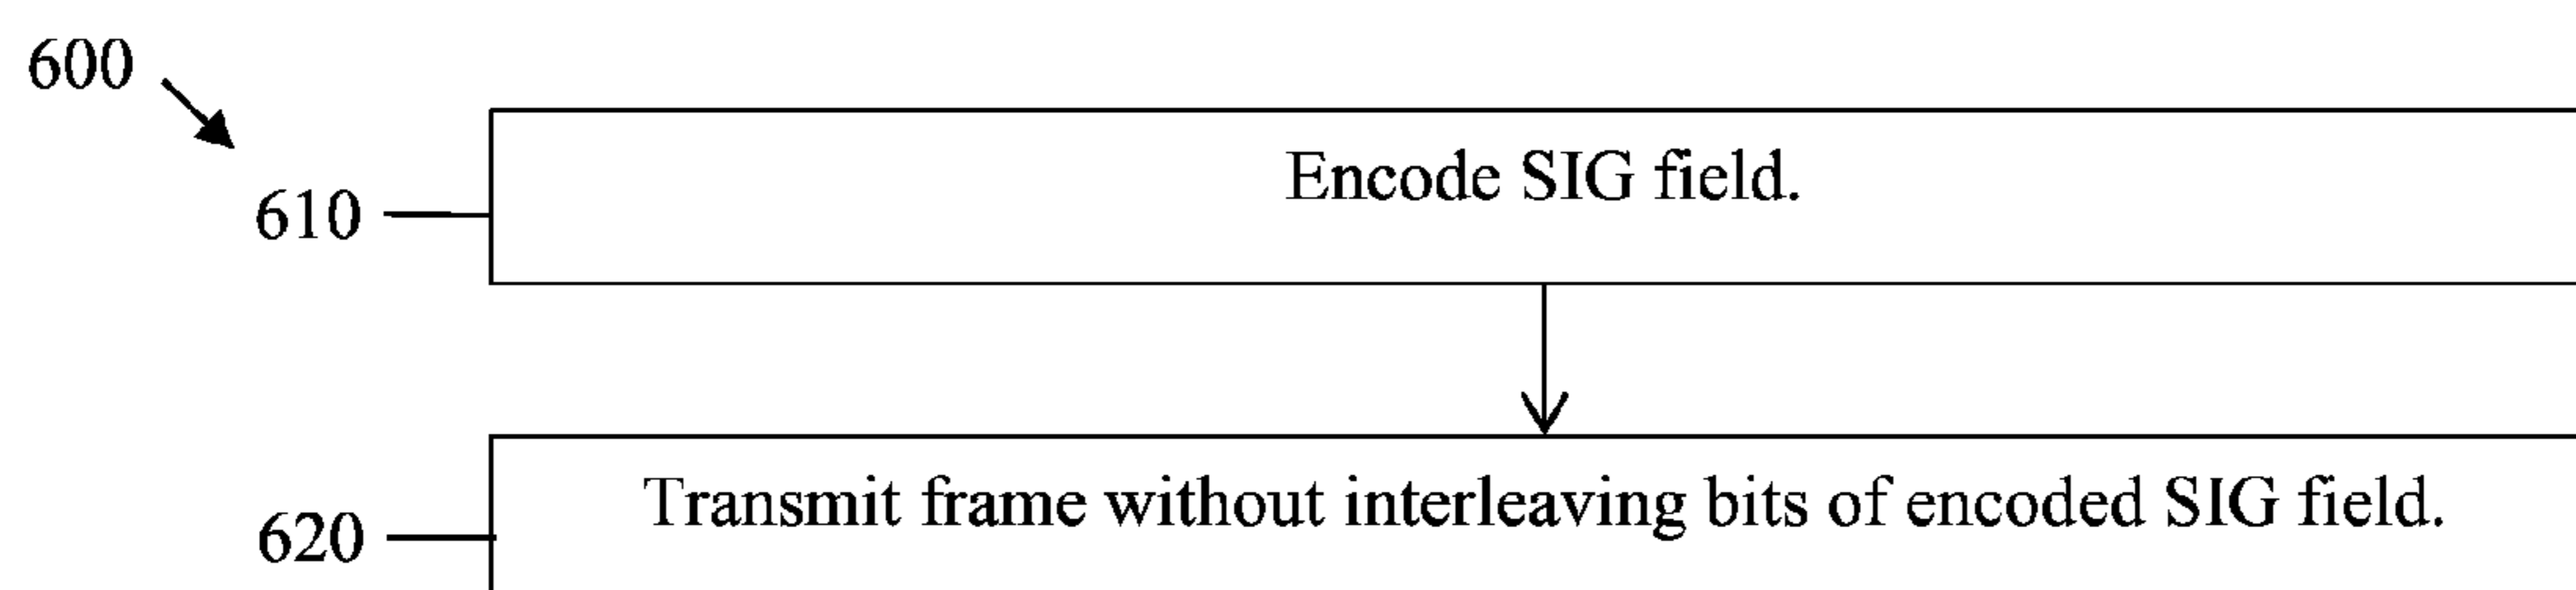 600
Encode SIG field.
610
Transmit frame without interleaving bits of encoded SIG field.
620